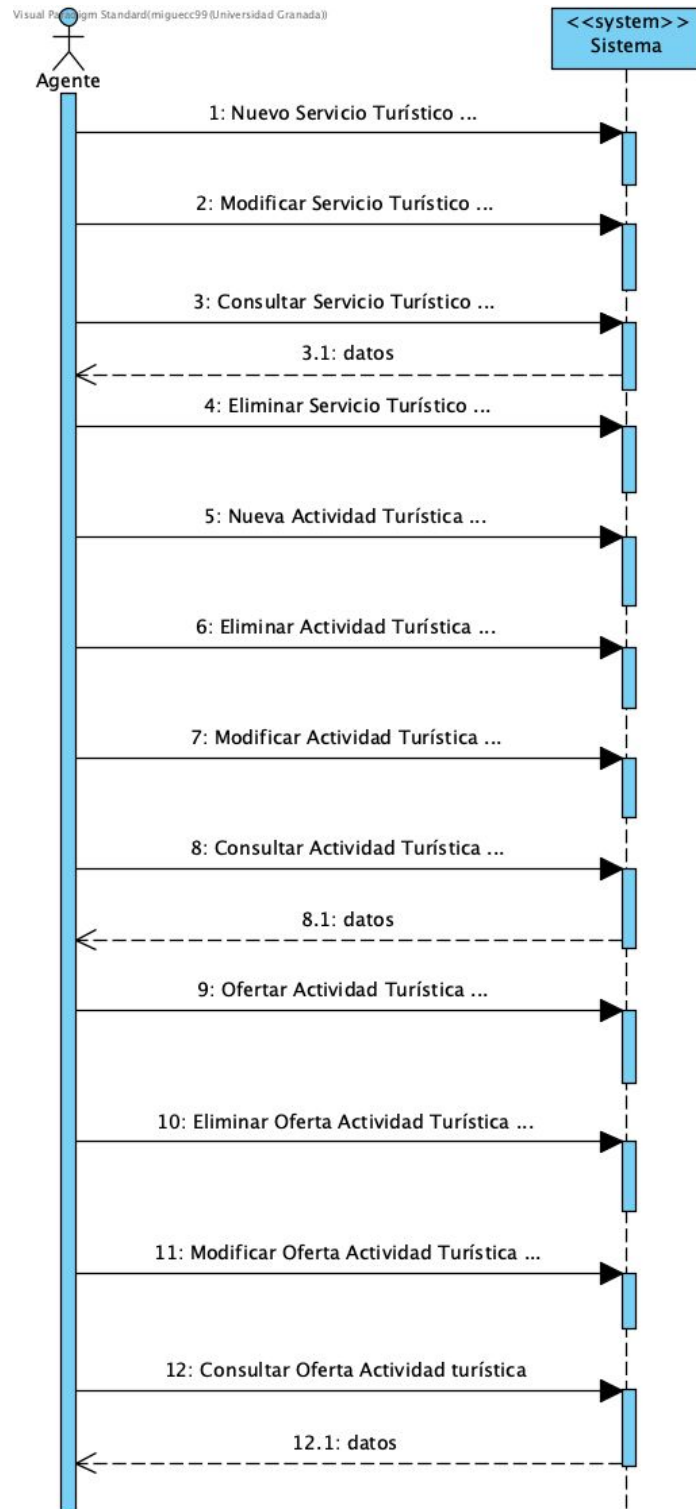 Visual Paradigm Standard(miguecc99(Universidad Granada))
<<system>>
Sistema
Agente
1: Nuevo Servicio Turístico ...
2: Modificar Servicio Turístico ...
3: Consultar Servicio Turístico ...
3.1: datos
4: Eliminar Servicio Turístico ...
5: Nueva Actividad Turística ...
6: Eliminar Actividad Turística ...
7: Modificar Actividad Turística ...
8: Consultar Actividad Turística ...
8.1: datos
9: Ofertar Actividad Turística ...
10: Eliminar Oferta Actividad Turística ...
11: Modificar Oferta Actividad Turística ...
12: Consultar Oferta Actividad turística
12.1: datos